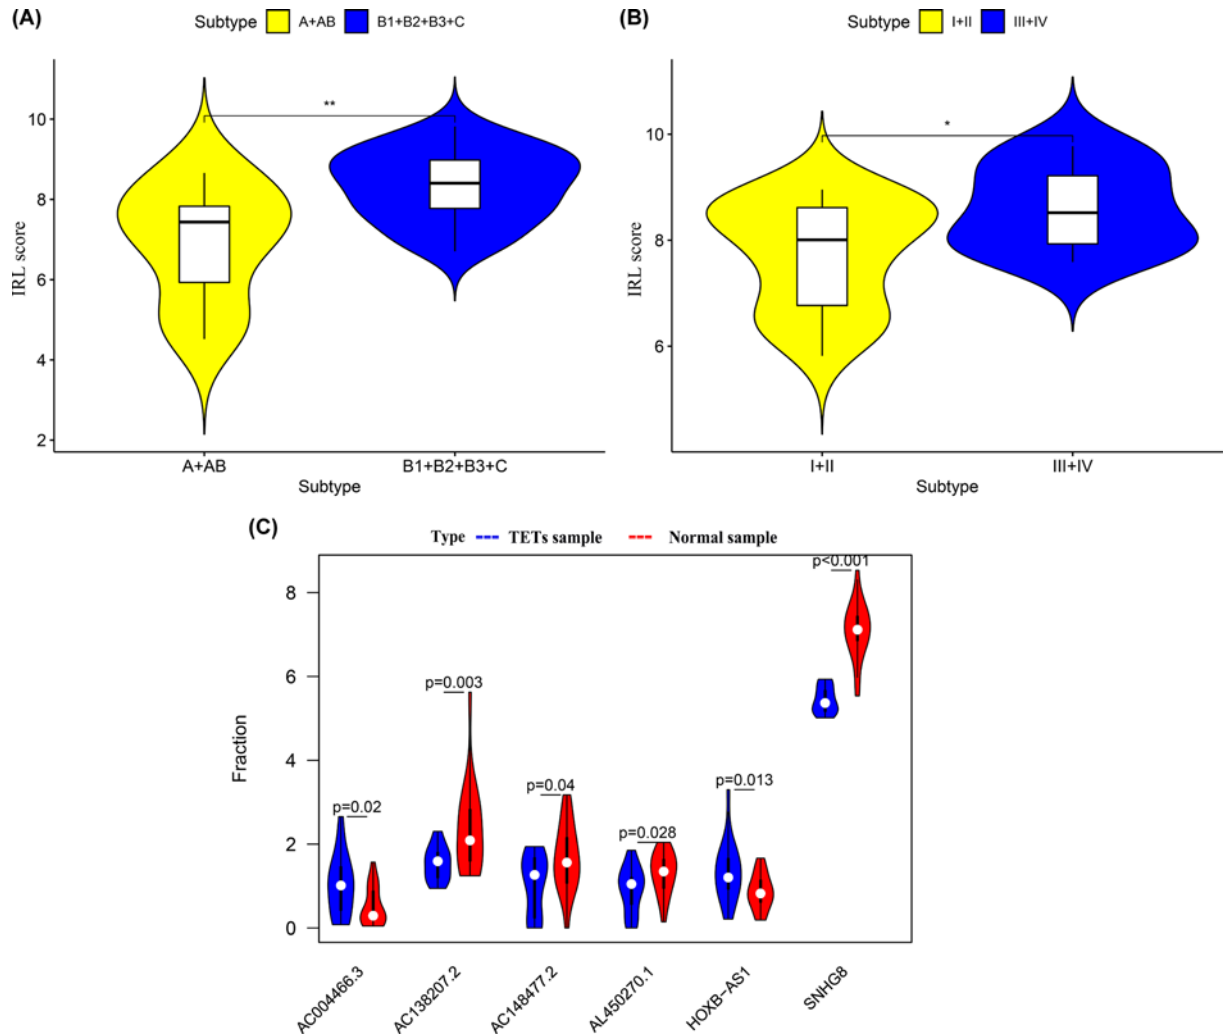 (A)
Subtype A+AB B1+B2+B3+C
IRL score
10
8
6
4
2
**
A+AB B1+B2+B3+C
Subtype
(B)
Subtype I+II III+IV
IRL score
10
8
6
*
I+II III+IV
Subtype
(C)
Type TETs sample Normal sample
Fraction
8
6
4
2
0
p=0.02
p=0.003
p=0.04
p=0.028
p=0.013
p<0.001
AC004466.3
AC138207.2
AC148477.2
AL450270.1
HOXB−AS1
SNHG8